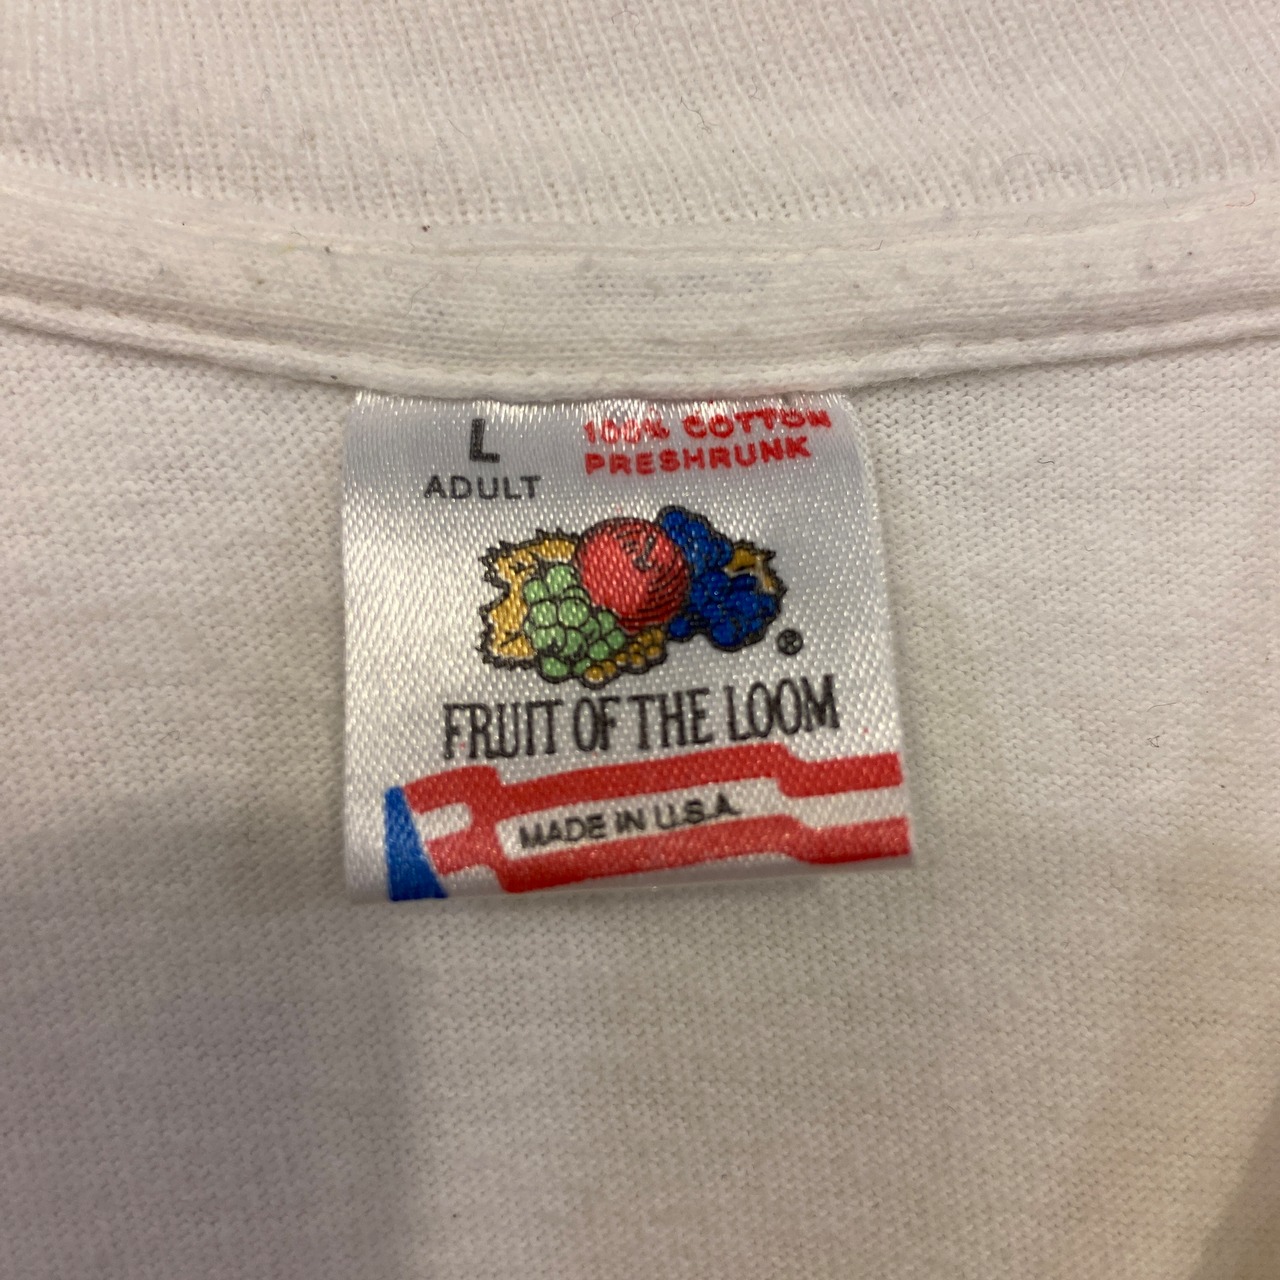 L
ADULT
100% COTTON
PRESHRUNK
®
FRUIT OF THE LOOM
MADE IN U.S.A.